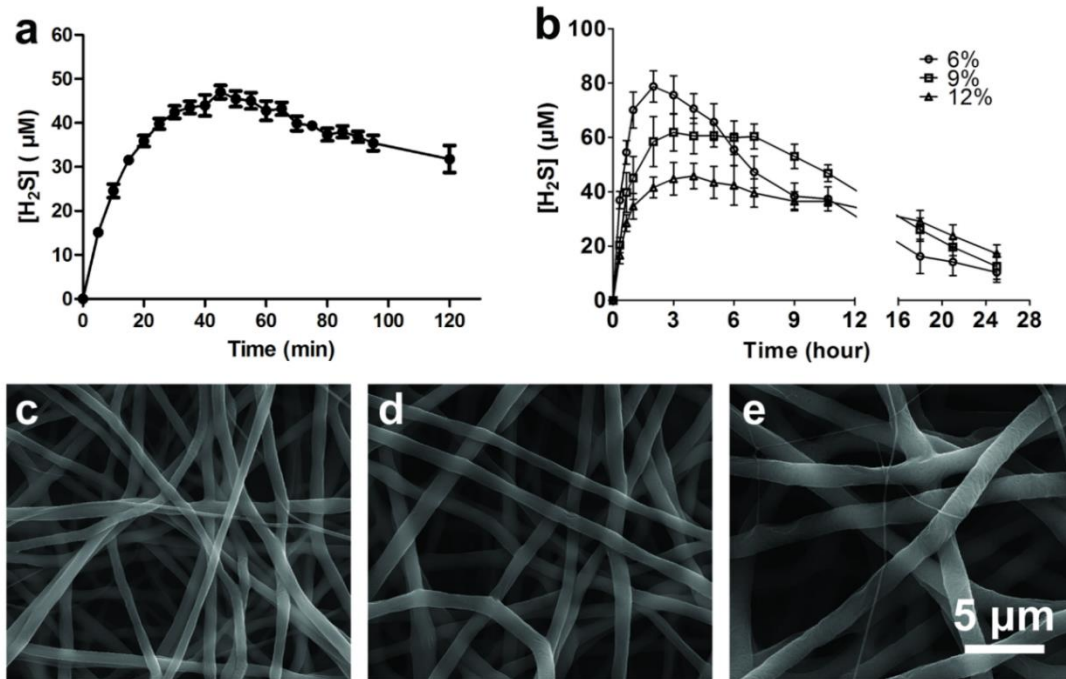 a
60
50
40
30
20
10
0
[H₂S] ( µM)
0 20 40 60 80 100 120
Time (min)
b
100
80
60
40
20
0
[H₂S] (µM)
6%
9%
12%
0 3 6 9 12 16 20 24 28
Time (hour)
c
d
e
5 µm